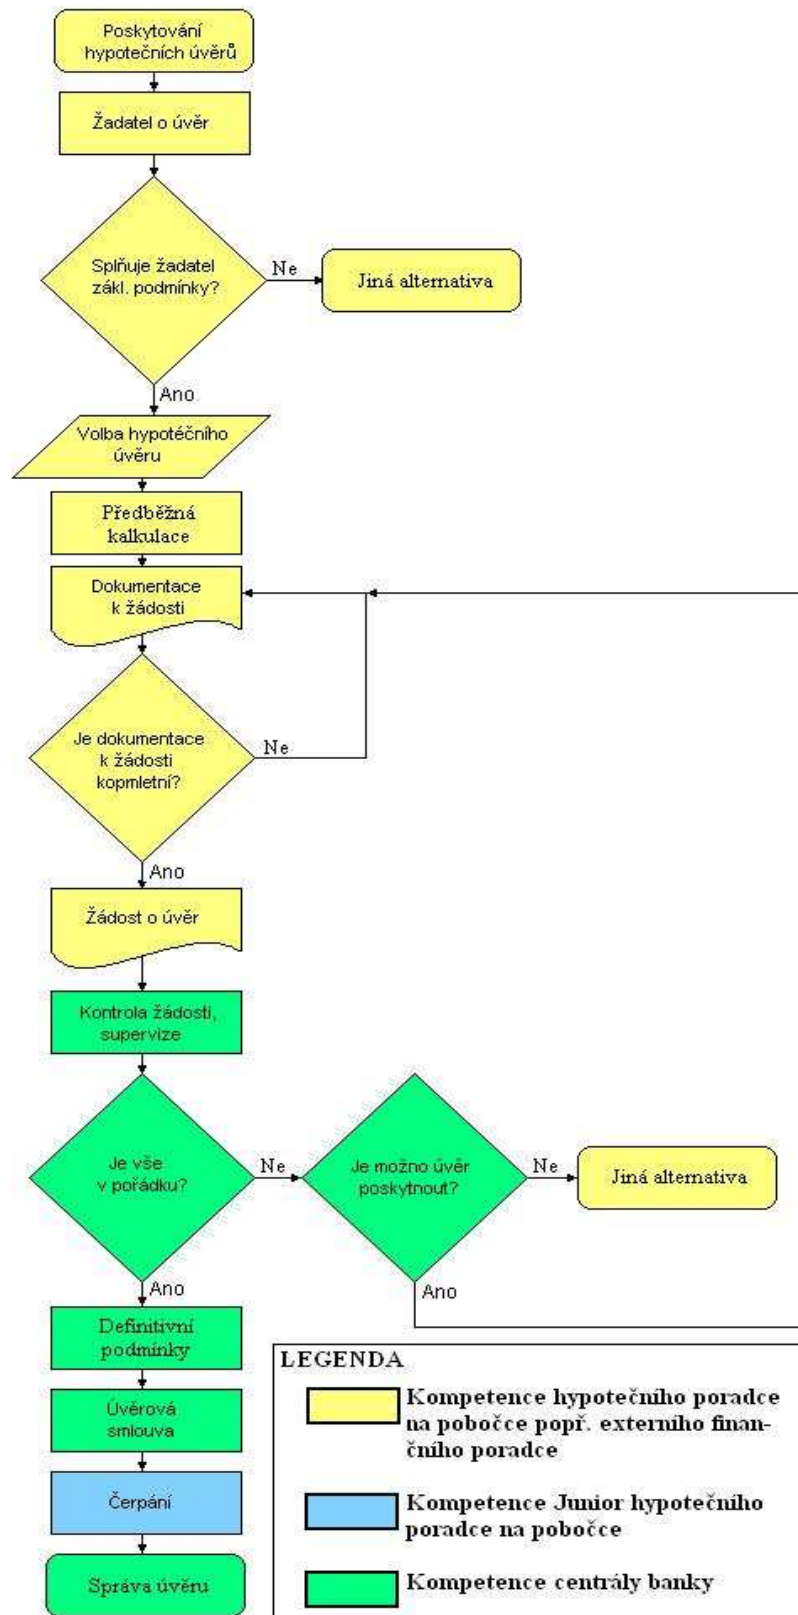 Poskytování
hypotečních úvěrů
Žadatel o úvěr
Splňuje žadatel
zákl. podmínky?
Ne
Jiná alternativa
Ano
Volba hypotéčního
úvěru
Předběžná
kalkulace
Dokumentace
k žádosti
Je dokumentace
k žádosti
kopmletní?
Ne
Ano
Žádost o úvěr
Kontrola žádosti,
supervize
Je vše
v pořádku?
Ne
Je možno úvěr
poskytnout?
Ne
Jiná alternativa
Ano
Ano
Definitivní
podmínky
Úvěrová
smlouva
Čerpání
Správa úvěru
LEGENDA
Kompetence hypotečního poradce
na pobočce popř. externího finan-
čního poradce
Kompetence Junior hypotečního
poradce na pobočce
Kompetence centrály banky